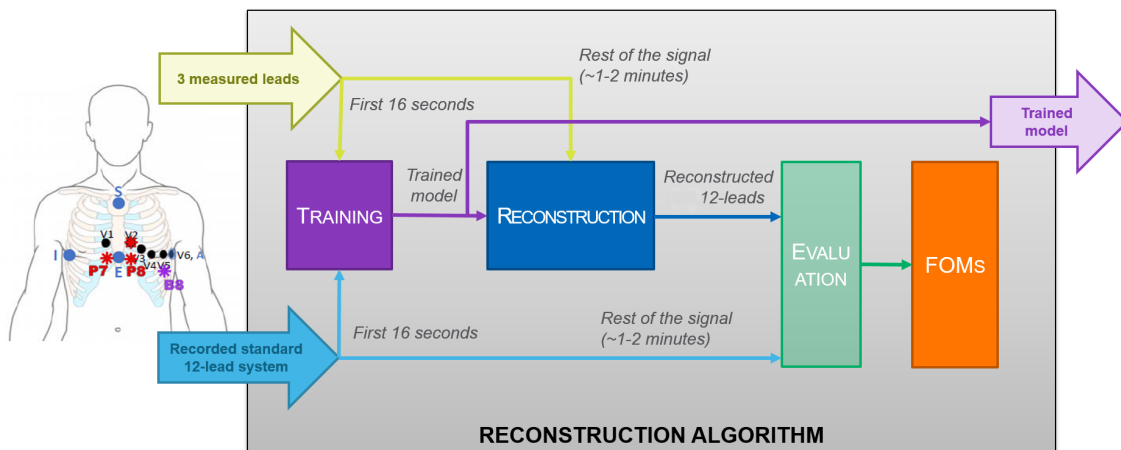 3 measured leads
Rest of the signal
(~1-2 minutes)
First 16 seconds
Trained
model
Trained
model
Reconstructed
12-leads
TRAINING
RECONSTRUCTION
EVALU
ATION
FOMs
S
V1
V2
I
V3
V4
V5
V6, A
P7
E
P8
B8
First 16 seconds
Rest of the signal
(~1-2 minutes)
Recorded standard
12-lead system
RECONSTRUCTION ALGORITHM